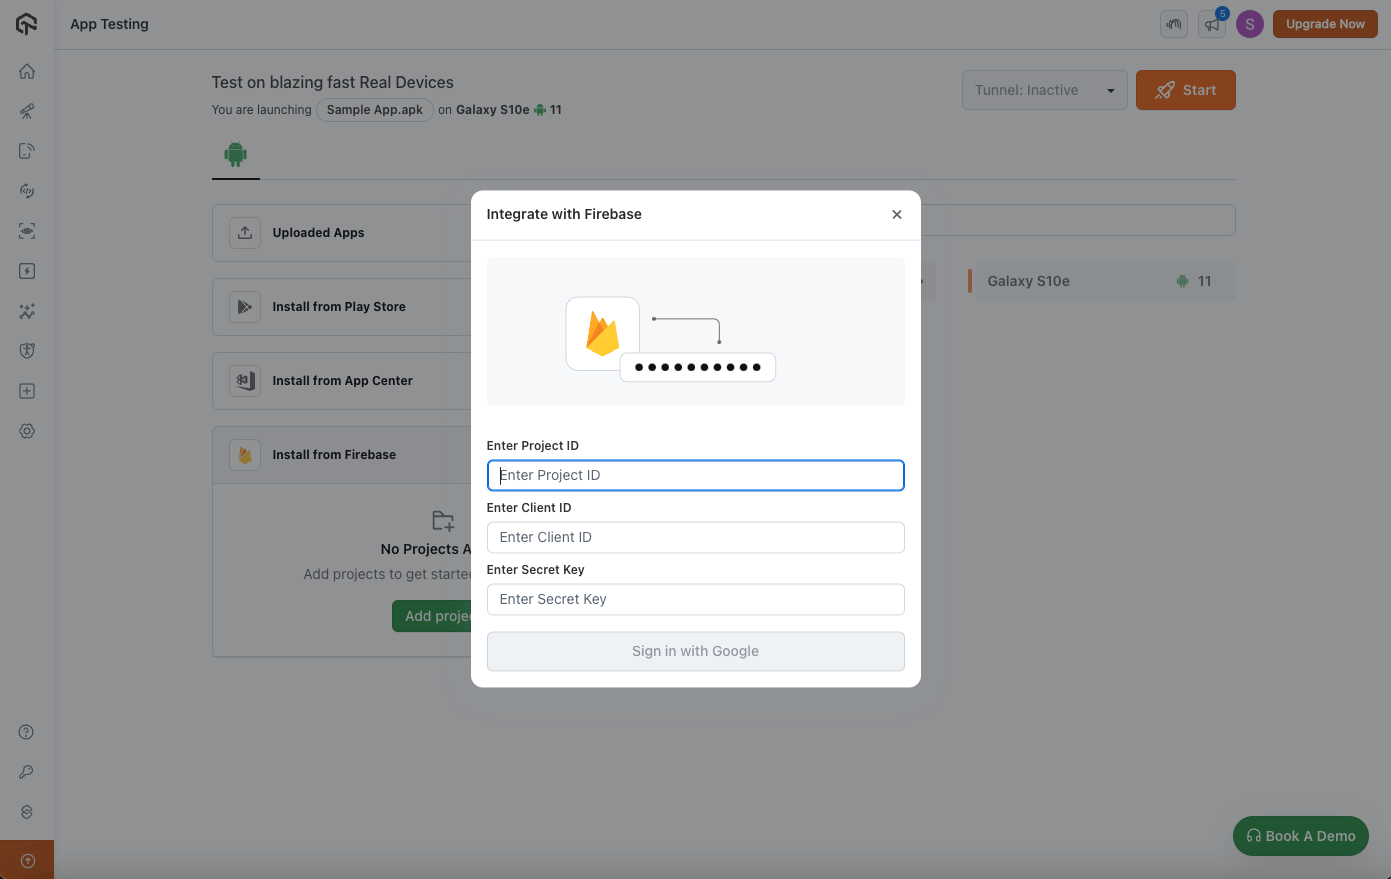 App Testing
5
S
Upgrade Now
Test on blazing fast Real Devices
You are launching Sample App.apk on Galaxy S10e 11
Tunnel: Inactive
Start
Uploaded Apps
Install from Play Store
Install from App Center
Install from Firebase
No Projects A
Add projects to get starte
Add projec
Galaxy S10e 11
Integrate with Firebase
Enter Project ID
Enter Project ID
Enter Client ID
Enter Client ID
Enter Secret Key
Enter Secret Key
Sign in with Google
Book A Demo